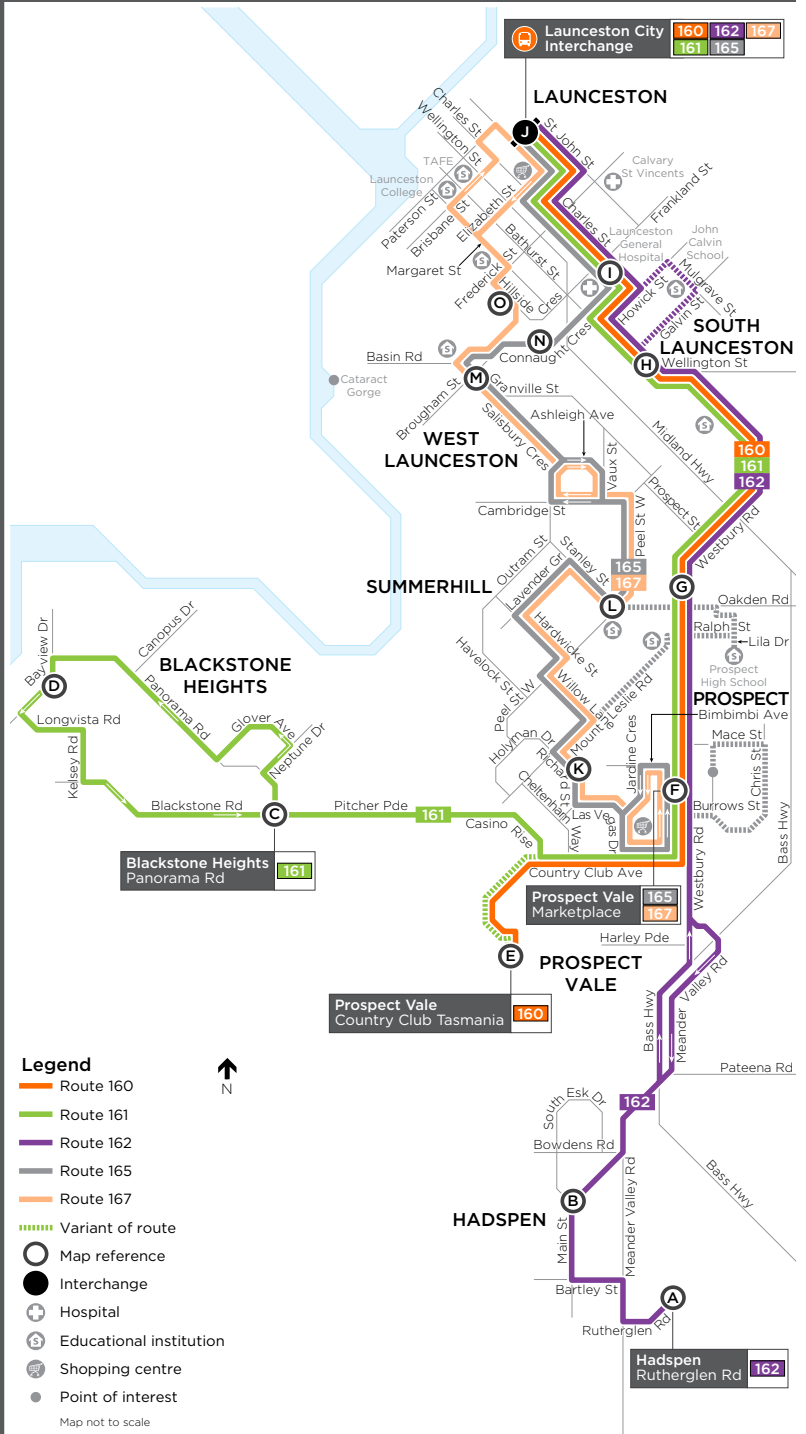 Launceston City
Interchange
160 162 167
161 165
LAUNCESTON
J
St John St
Charles St
Wellington St
TAFE
Launceston
College
Paterson St
Brisbane St
Elizabeth St
Margaret St
Calvary
St Vincents
Frankland St
Charles St
Launceston
General
Hospital
John
Calvin
School
Bathurst St
Frederick St
Hillside
Cres
I
Mulgrave St
Howick St
Galvin St
O
SOUTH
LAUNCESTON
N
H
Wellington St
Basin Rd
Connaught Cres
M
Cataract
Gorge
Brougham St
Granville St
Salisbury Cres
Ashleigh Ave
WEST
LAUNCESTON
Vaux St
Midland Hwy
160
161
162
Prospect St
Cambridge St
Peel St W
Westbury Rd
Outram St
Stanley St
165
167
SUMMERHILL
Lavender Gr
L
G
Oakden Rd
Ralph St
Lila Dr
Hardwicke St
Prospect
High School
Canopus Dr
Bayview Dr
BLACKSTONE
HEIGHTS
Havelock St
Willow Lane
Mount Leslie Rd
PROSPECT
Bimbimbi Ave
D
Panorama Rd
Peel St W
Longvista Rd
Glover Ave
Neptune Dr
Mace St
Jardine Cres
Holyman Dr
Richard St
K
Chris St
Kelsey Rd
Cheltenham
Way
F
Burrows St
Bass Hwy
Blackstone Rd
C
Pitcher Pde
161
Casino
Rise
Las Vegas Dr
Country Club Ave
Westbury Rd
Blackstone Heights
Panorama Rd
161
Prospect Vale
Marketplace
165
167
Harley Pde
E
PROSPECT
VALE
Meander Valley Rd
Prospect Vale
Country Club Tasmania
160
Bass Hwy
Pateena Rd
Legend
N
Route 160
Route 161
Route 162
Route 165
Route 167
Variant of route
Map reference
Interchange
Hospital
Educational institution
Shopping centre
Point of interest
Map not to scale
South Esk Dr
162
Bowdens Rd
Bass Hwy
B
HADSPEN
Main St
Meander Valley Rd
Bartley St
A
Rutherglen Rd
Hadspen
Rutherglen Rd
162